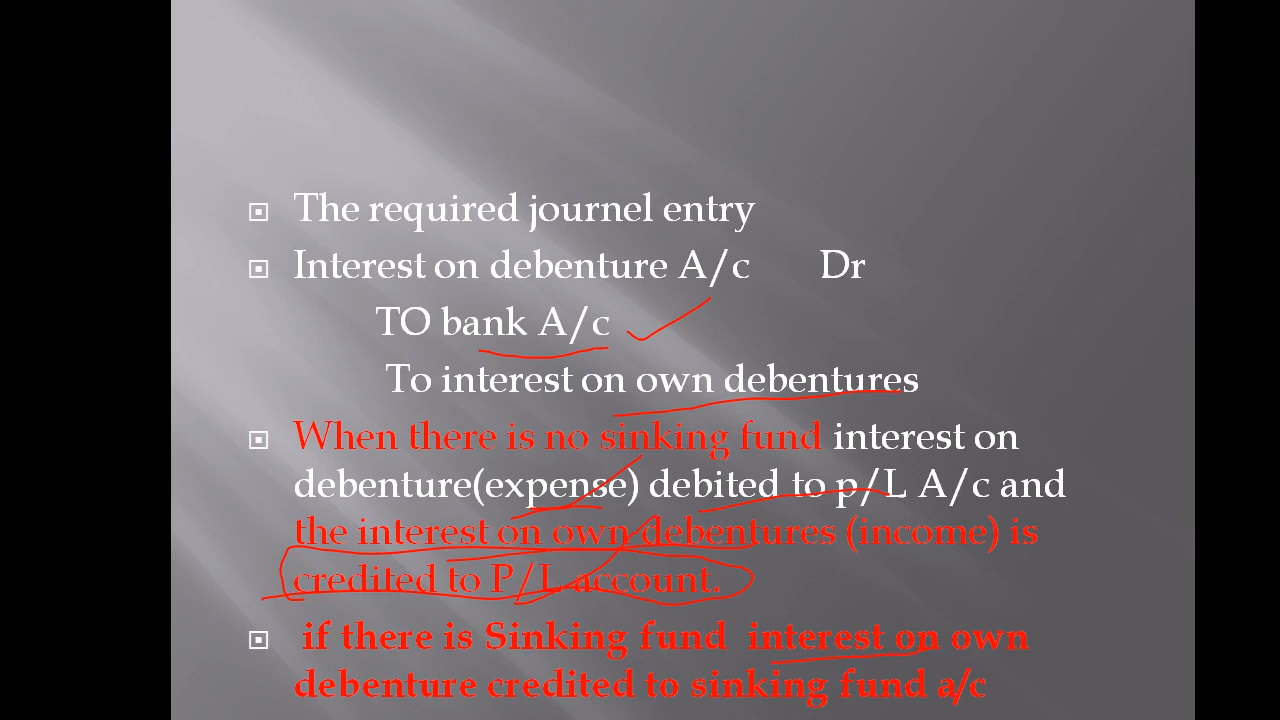 The required journel entry
Interest on debenture A/c Dr
TO bank A/c
To interest on own debentures
When there is no sinking fund interest on
debenture(expense) debited to p/L A/c and
the interest on own debentures (income) is
credited to P/L account.
if there is Sinking fund interest on own
debenture credited to sinking fund a/c